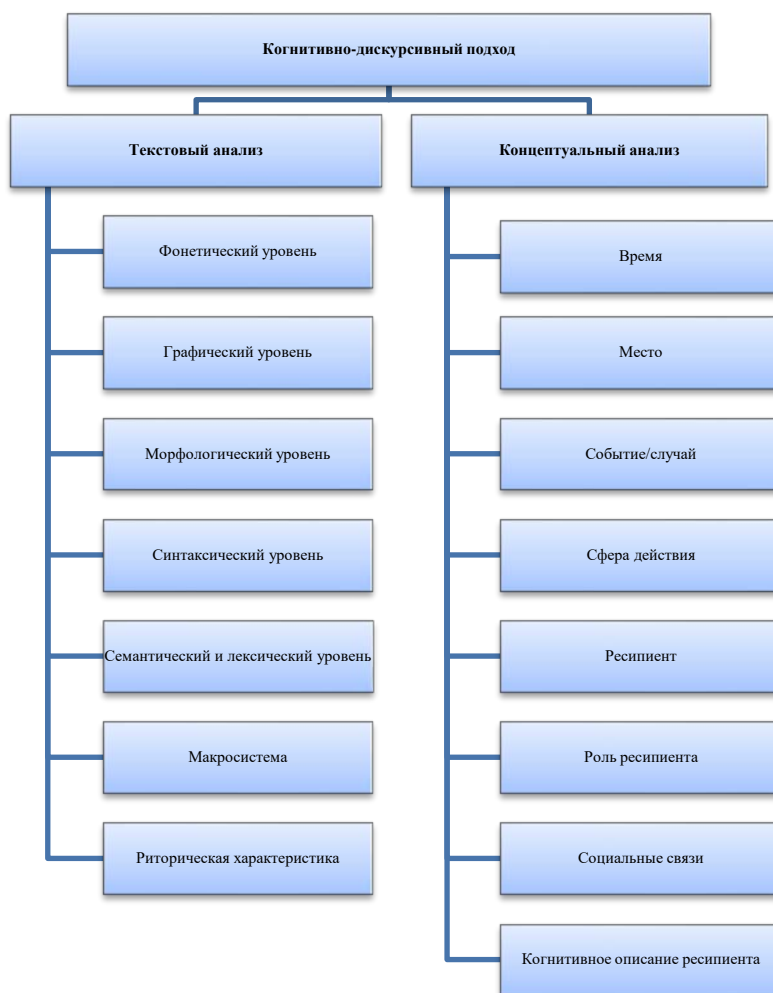 Когнитивно-дискурсивный подход
Текстовый анализ
Фонетический уровень
Графический уровень
Морфологический уровень
Синтаксический уровень
Семантический и лексический уровень
Макросистема
Риторическая характеристика
Концептуальный анализ
Время
Место
Событие/случай
Сфера действия
Ресипиент
Роль ресипиента
Социальные связи
Когнитивное описание ресипиента